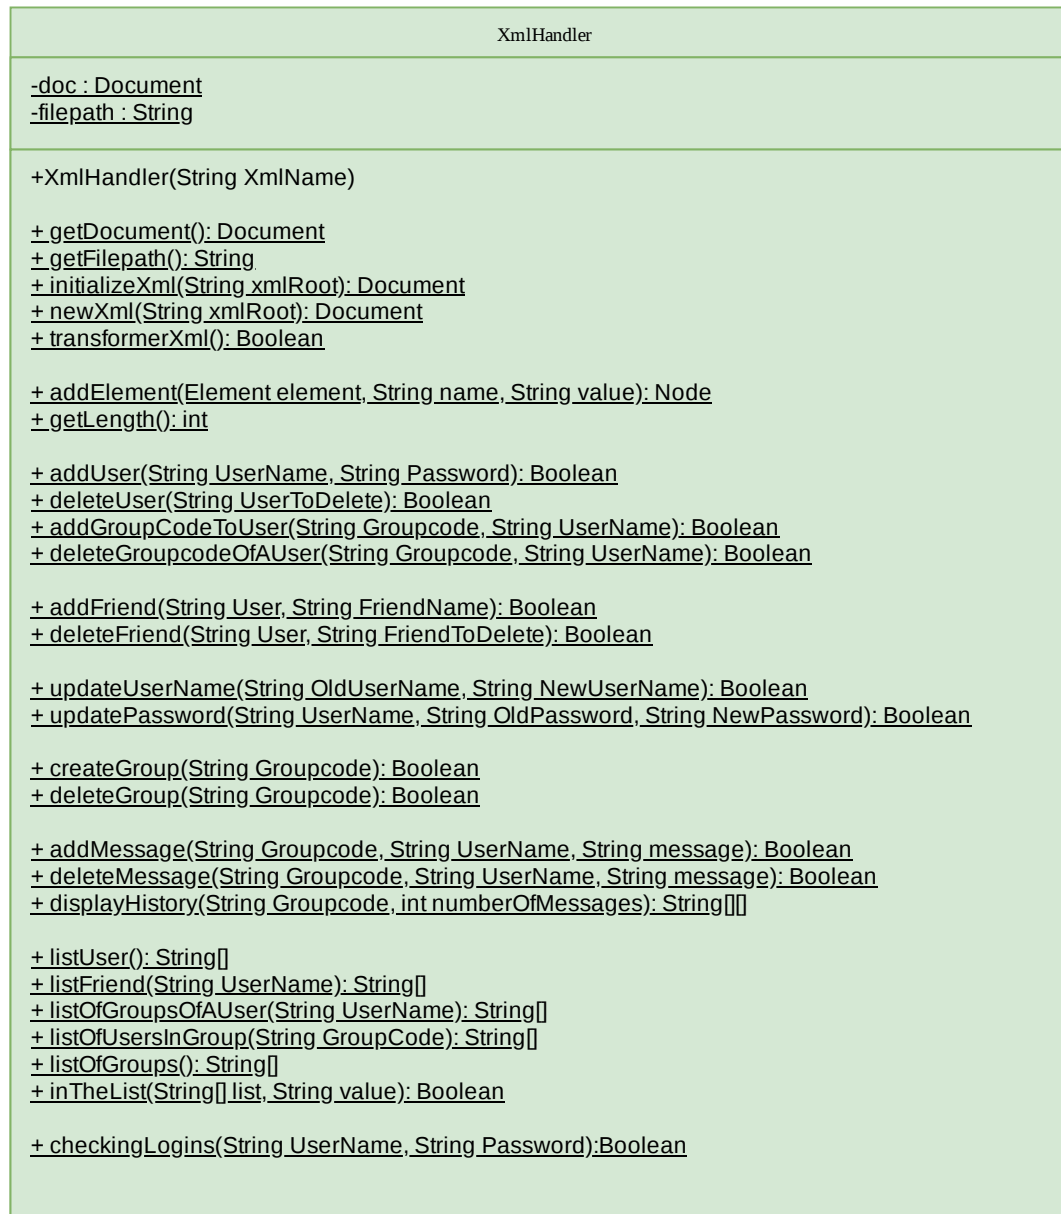 XmlHandler
-doc : Document
-filepath : String
+XmlHandler(String XmlName)
+ getDocument(): Document
+ getFilepath(): String
+ initializeXml(String xmlRoot): Document
+ newXml(String xmlRoot): Document
+ transformerXml(): Boolean
+ addElement(Element element, String name, String value): Node
+ getLength(): int
+ addUser(String UserName, String Password): Boolean
+ deleteUser(String UserToDelete): Boolean
+ addGroupCodeToUser(String Groupcode, String UserName): Boolean
+ deleteGroupcodeOfAUser(String Groupcode, String UserName): Boolean
+ addFriend(String User, String FriendName): Boolean
+ deleteFriend(String User, String FriendToDelete): Boolean
+ updateUserName(String OldUserName, String NewUserName): Boolean
+ updatePassword(String UserName, String OldPassword, String NewPassword): Boolean
+ createGroup(String Groupcode): Boolean
+ deleteGroup(String Groupcode): Boolean
+ addMessage(String Groupcode, String UserName, String message): Boolean
+ deleteMessage(String Groupcode, String UserName, String message): Boolean
+ displayHistory(String Groupcode, int numberOfMessages): String[][]
+ listUser(): String[]
+ listFriend(String UserName): String[]
+ listOfGroupsOfAUser(String UserName): String[]
+ listOfUsersInGroup(String GroupCode): String[]
+ listOfGroups(): String[]
+ inTheList(String[] list, String value): Boolean
+ checkingLogins(String UserName, String Password):Boolean